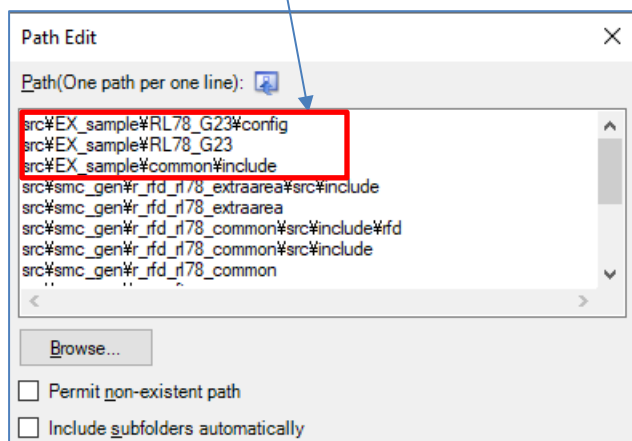 Path Edit
Path(One path per one line):
src¥EX_sample¥RL78_G23¥config
src¥EX_sample¥RL78_G23
src¥EX_sample¥common¥include
src¥smc_gen¥r_rfd_rl78_extraarea¥src¥include
src¥smc_gen¥r_rfd_rl78_extraarea
src¥smc_gen¥r_rfd_rl78_common¥src¥include¥rfd
src¥smc_gen¥r_rfd_rl78_common¥src¥include
src¥smc_gen¥r_rfd_rl78_common
Browse...
Permit non-existent path
Include subfolders automatically